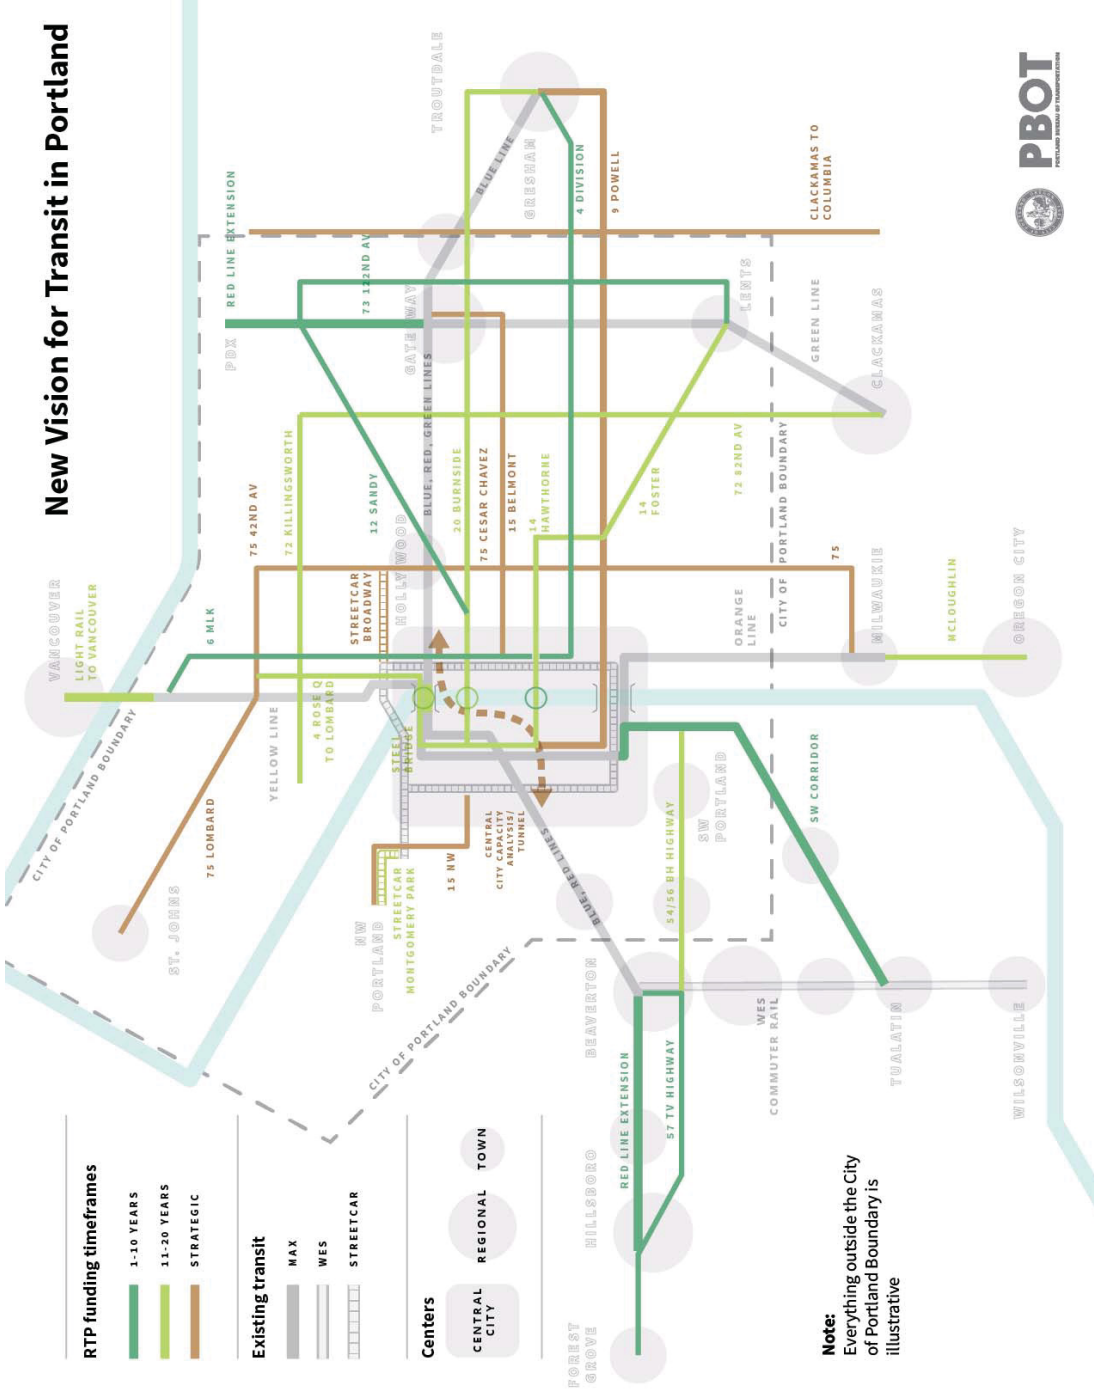 New Vision for Transit in Portland
RTP funding timeframes
1-10 YEARS
11-20 YEARS
STRATEGIC
Existing transit
MAX
WES
STREETCAR
Centers
CENTRAL
CITY
REGIONAL
TOWN
Note:
Everything outside the City
of Portland Boundary is
illustrative
VANCOUVER
LIGHT RAIL
TO VANCOUVER
CITY OF PORTLAND BOUNDARY
ST. JOHNS
75 LOMBARD
YELLOW LINE
6 MLK
75 42ND AV
72 KILLINGSWORTH
4 ROSE Q
TO LOMBARD
PDX
RED LINE EXTENSION
73 122ND AV
12 SANDY
STREETCAR
BROADWAY
HOLLYWOOD
GATEWAY
BLUE, RED, GREEN LINES
TROUTDALE
BLUE LINE
GRESHAM
20 BURNSIDE
75 CESAR CHAVEZ
15 BELMONT
14
HAWTHORNE
4 DIVISION
9 POWELL
14
FOSTER
LENTS
72 82ND AV
CLACKAMAS TO
COLUMBIA
GREEN LINE
CLACKAMAS
CITY OF PORTLAND BOUNDARY
STEEL
BRIDGE
NW
PORTLAND
STREETCAR
MONTGOMERY PARK
15 NW
CENTRAL
CITY CAPACITY
ANALYSIS/
TUNNEL
CITY OF PORTLAND BOUNDARY
BLUE, RED LINES
BEAVERTON
54/56 BH HIGHWAY
SW
PORTLAND
ORANGE
LINE
75
MILWAUKIE
MCLOUGHLIN
OREGON CITY
SW CORRIDOR
WES
COMMUTER RAIL
TUALATIN
WILSONVILLE
RED LINE EXTENSION
57 TV HIGHWAY
HILLSBORO
FOREST
GROVE
PBOT
PORTLAND BUREAU OF TRANSPORTATION